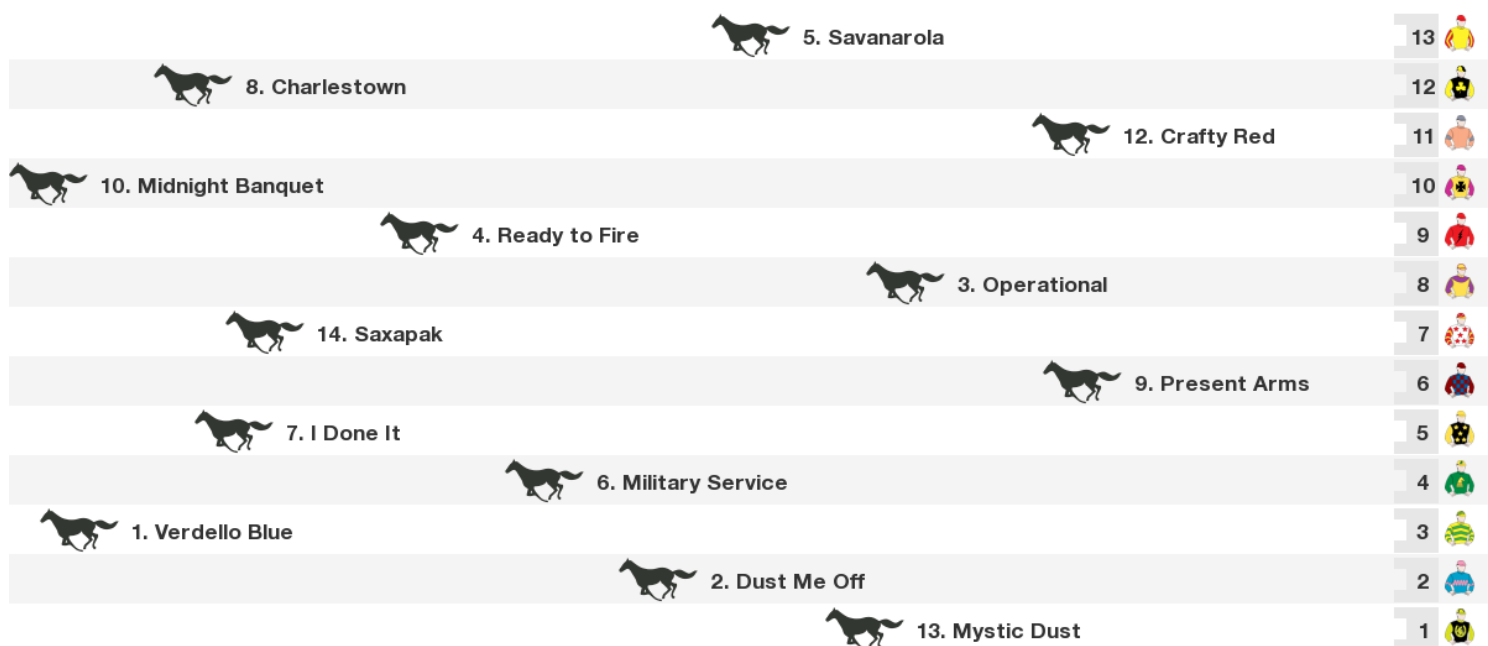 5. Savanarola 13
8. Charlestown 12
12. Crafty Red 11
10. Midnight Banquet 10
4. Ready to Fire 9
3. Operational 8
14. Saxapak 7
9. Present Arms 6
7. I Done It 5
6. Military Service 4
1. Verdello Blue 3
2. Dust Me Off 2
13. Mystic Dust 1